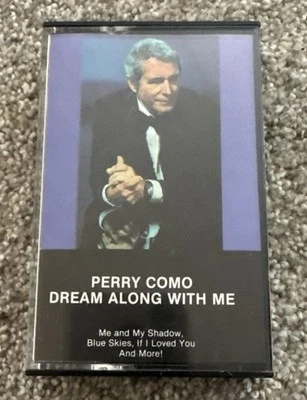 PERRY COMO
DREAM ALONG WITH ME
Me and My Shadow,
Blue Skies, If I Loved You
And More!